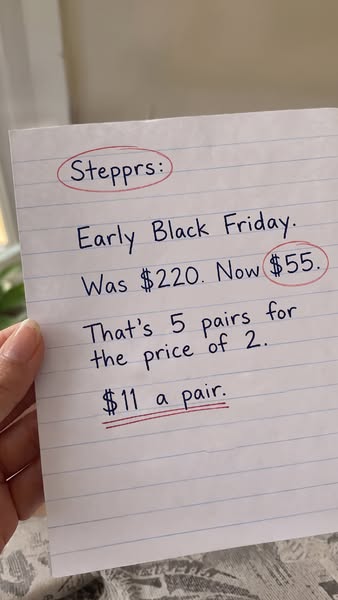 Stepprs:
Early Black Friday.
Was $220. Now $55.
That's 5 pairs for
the price of 2.
$11 a pair.